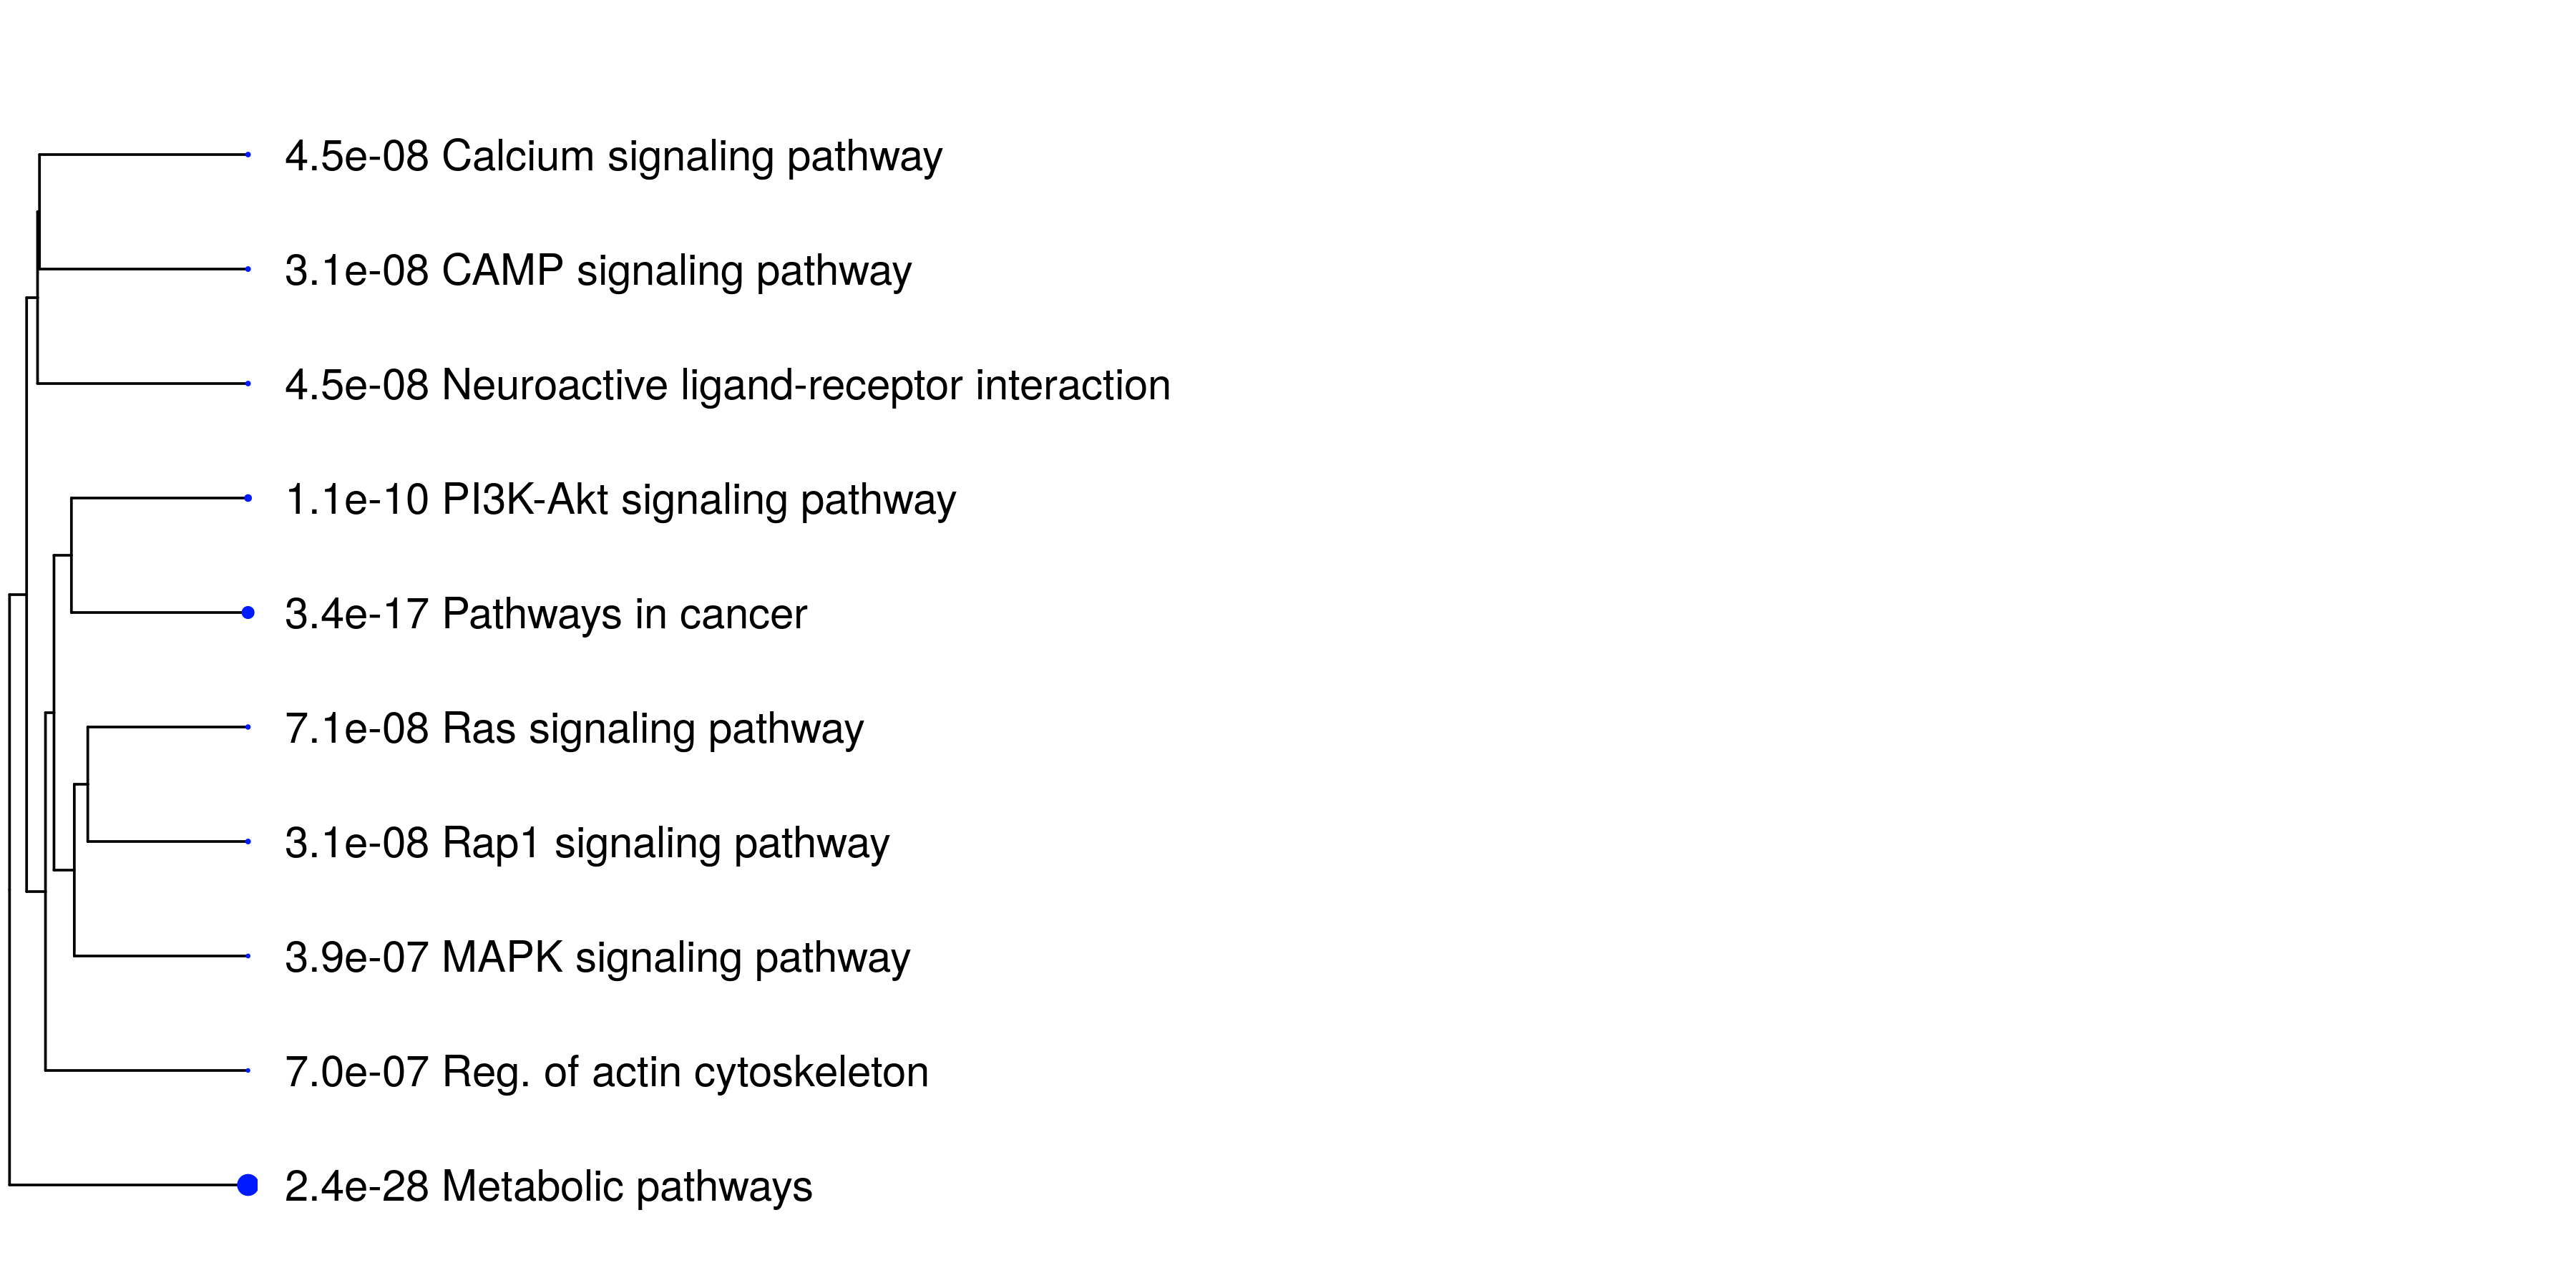 4.5e-08 Calcium signaling pathway
3.1e-08 CAMP signaling pathway
4.5e-08 Neuroactive ligand-receptor interaction
1.1e-10 PI3K-Akt signaling pathway
3.4e-17 Pathways in cancer
7.1e-08 Ras signaling pathway
3.1e-08 Rap1 signaling pathway
3.9e-07 MAPK signaling pathway
7.0e-07 Reg. of actin cytoskeleton
2.4e-28 Metabolic pathways